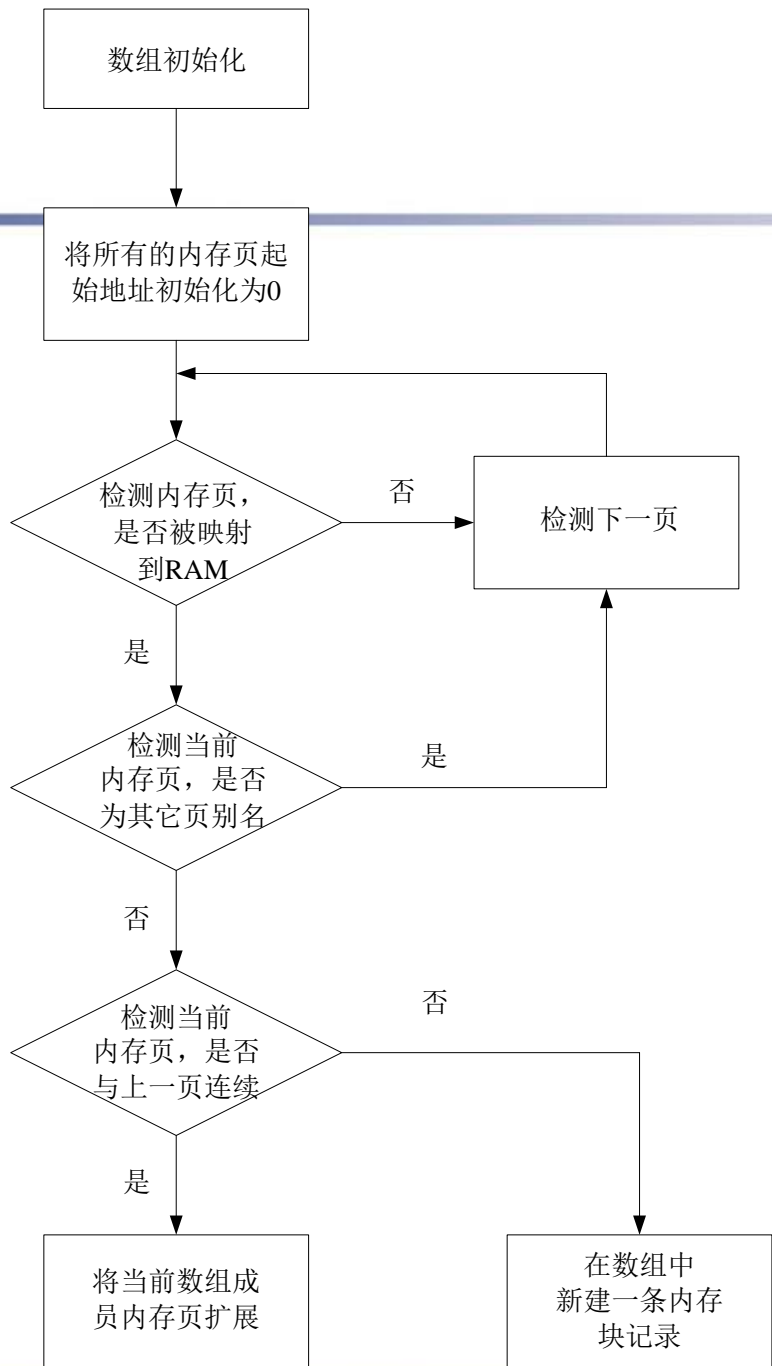 数组初始化
将所有的内存页起
始地址初始化为0
检测内存页，
是否被映射
到RAM
否
检测下一页
是
检测当前
内存页，是否
为其它页别名
是
否
检测当前
内存页，是否
与上一页连续
否
是
将当前数组成
员内存页扩展
在数组中
新建一条内存
块记录